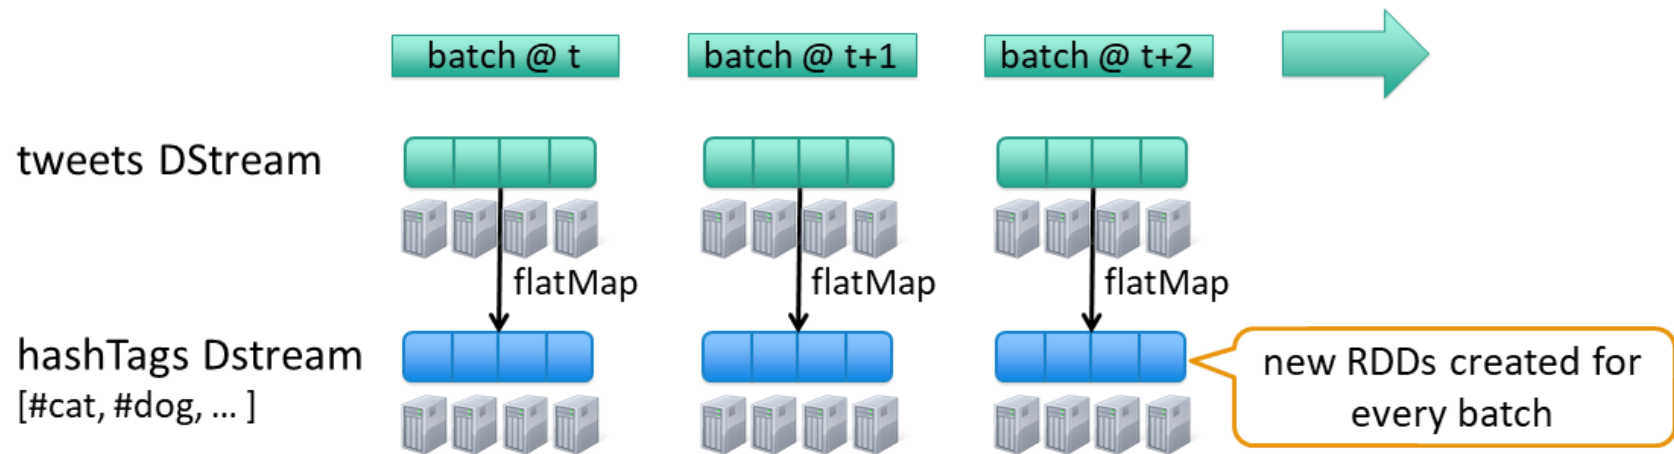 batch @ t
batch @ t+1
batch @ t+2
tweets DStream
flatMap
flatMap
flatMap
hashTags Dstream
[#cat, #dog, ... ]
new RDDs created for
every batch